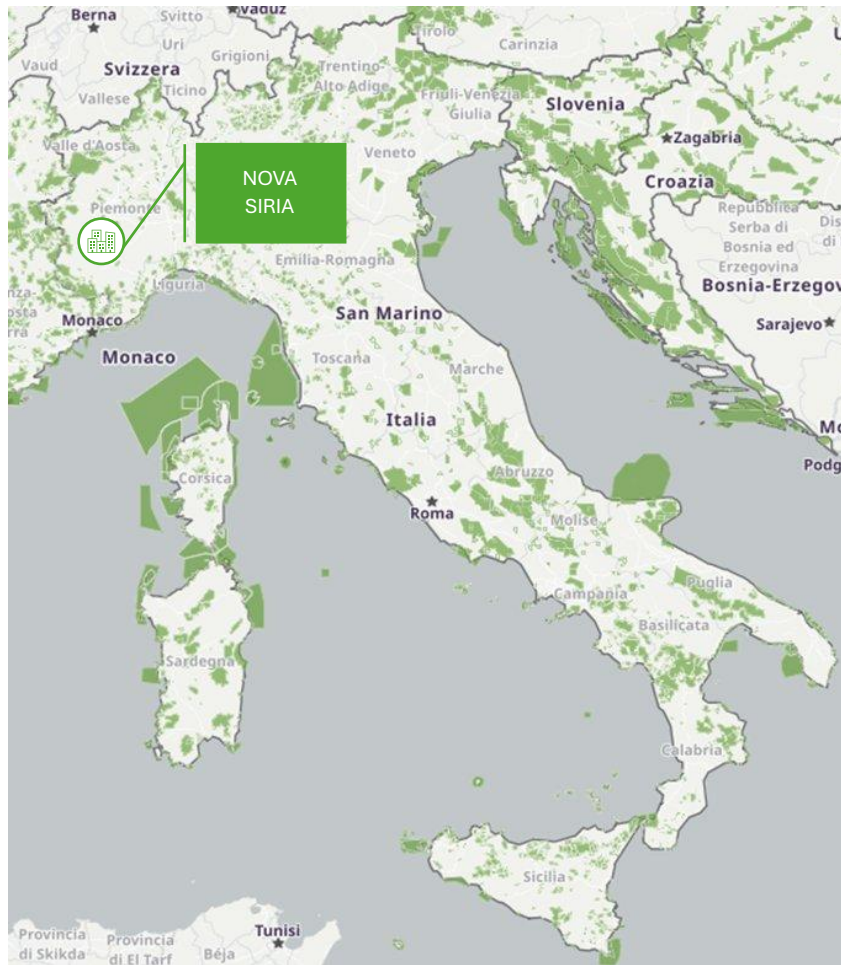 Berna
Vaduz
Svitto
Uri
Grigioni
Vaud
Svizzera
Ticino
Vallese
Tirolo
Carinzia
Trentino
Alto Adige
Friuli-Venezia
Giulia
Slovenia
Zagabria
Valle d'Aosta
Veneto
Croazia
NOVA
SIRIA
Piemonte
Repubblica
Serba di
Bosnia ed
Erzegovina
Emilia-Romagna
Liguria
Bosnia-Erzegov
San Marino
Monaco
Sarajevo
Monaco
Toscana
Marche
Italia
Corsica
Abruzzo
Podg
Roma
Molise
Puglia
Campania
Basilicata
Sardegna
Calabria
Sicilia
Tunisi
Provincia
di Skikda
Provincia
di El Tarf
Béja